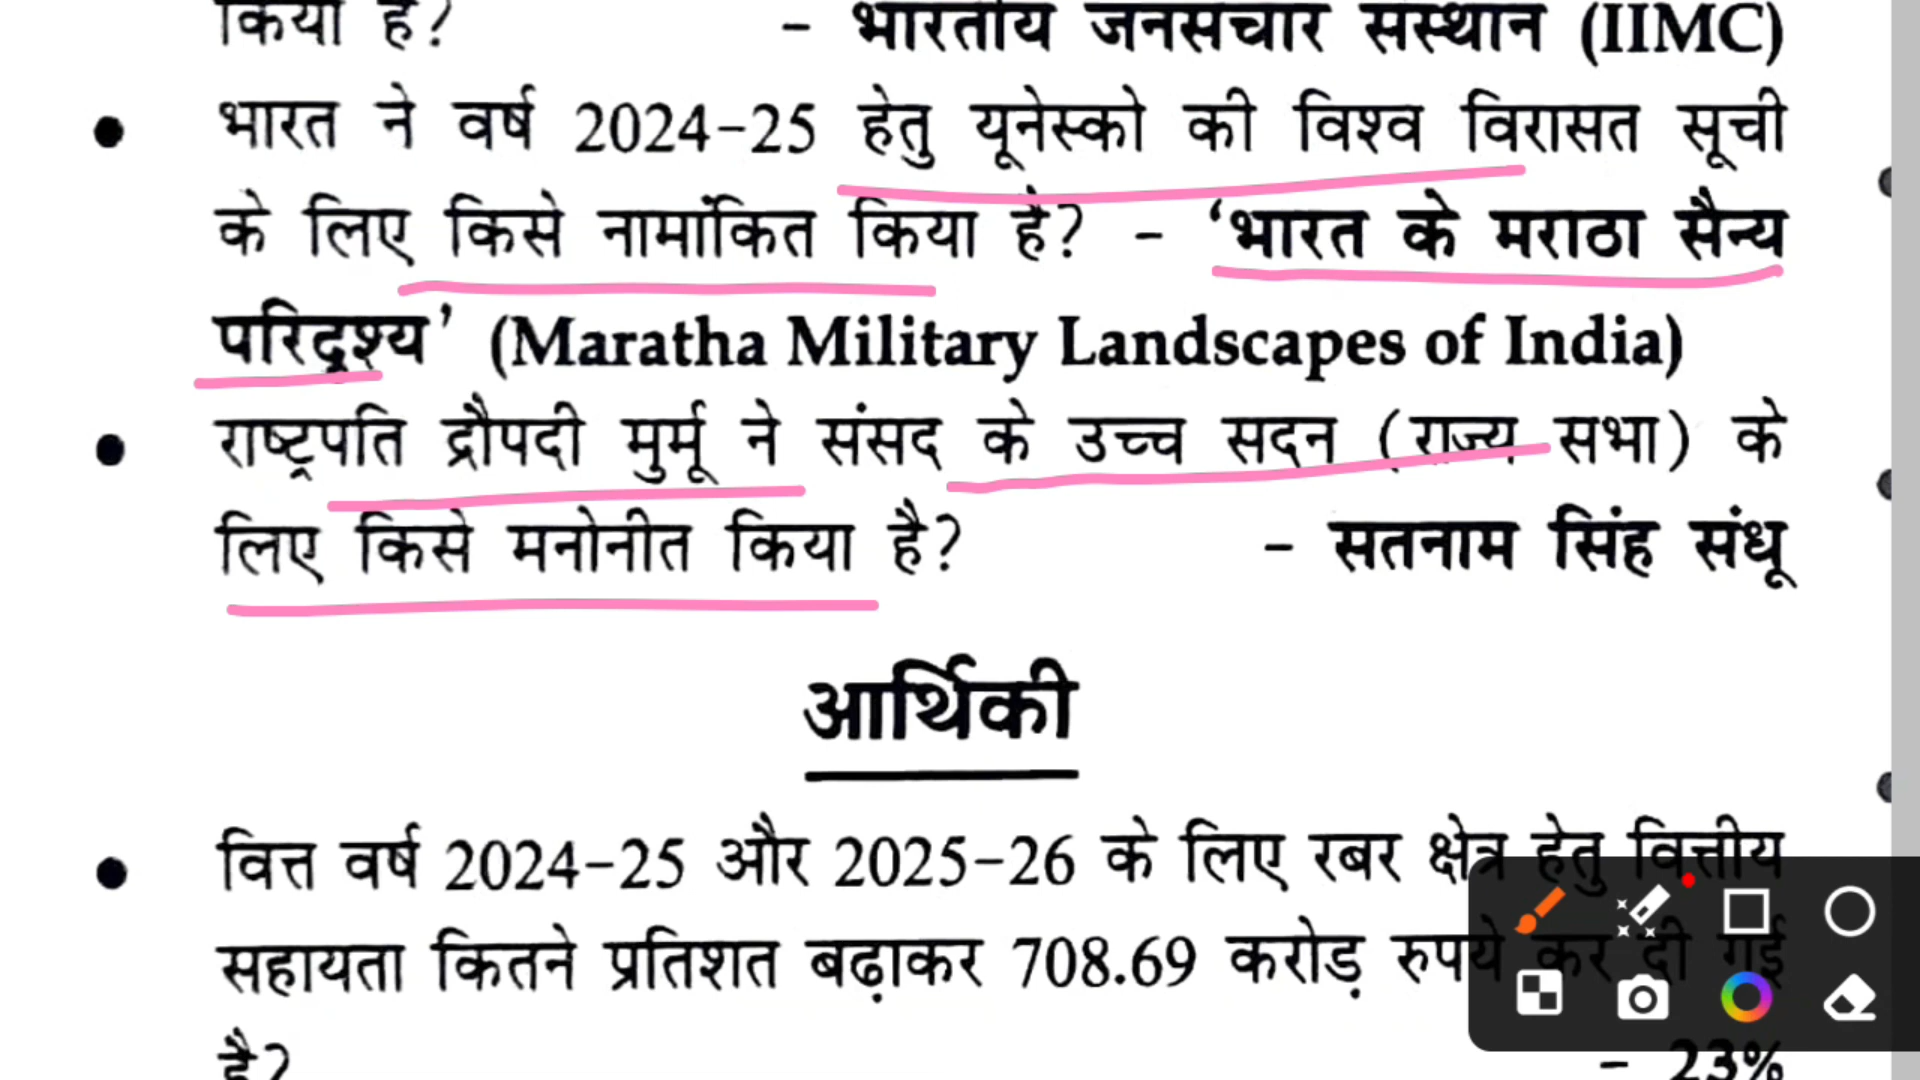 किया है? - भारतीय जनसंचार संस्थान (IIMC)
• भारत ने वर्ष 2024-25 हेतु यूनेस्को की विश्व विरासत सूची
के लिए किसे नामांकित किया है? - ‘भारत के मराठा सैन्य
परिदृश्य’ (Maratha Military Landscapes of India)
• राष्ट्रपति द्रौपदी मुर्मू ने संसद के उच्च सदन (राज्य सभा) के
लिए किसे मनोनीत किया है? - सतनाम सिंह संधू
आर्थिकी
• वित्त वर्ष 2024-25 और 2025-26 के लिए रबर क्षेत्र हेतु वित्तीय
सहायता कितने प्रतिशत बढ़ाकर 708.69 करोड़ रुपये कर दी गई
है? - 23%